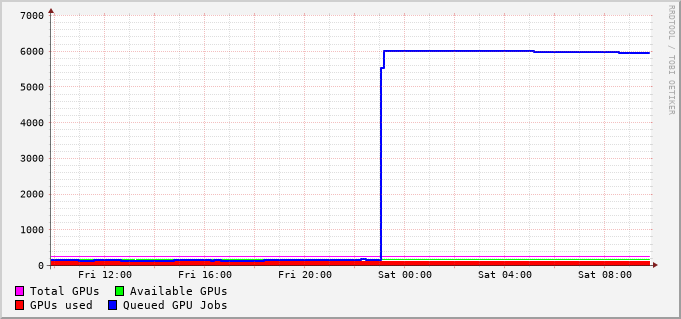 7000
6000
5000
4000
3000
2000
1000
0
Fri 12:00 Fri 16:00 Fri 20:00 Sat 00:00 Sat 04:00 Sat 08:00
Total GPUs Available GPUs
GPUs used Queued GPU Jobs
RRDTOOL / TOBI OETIKER